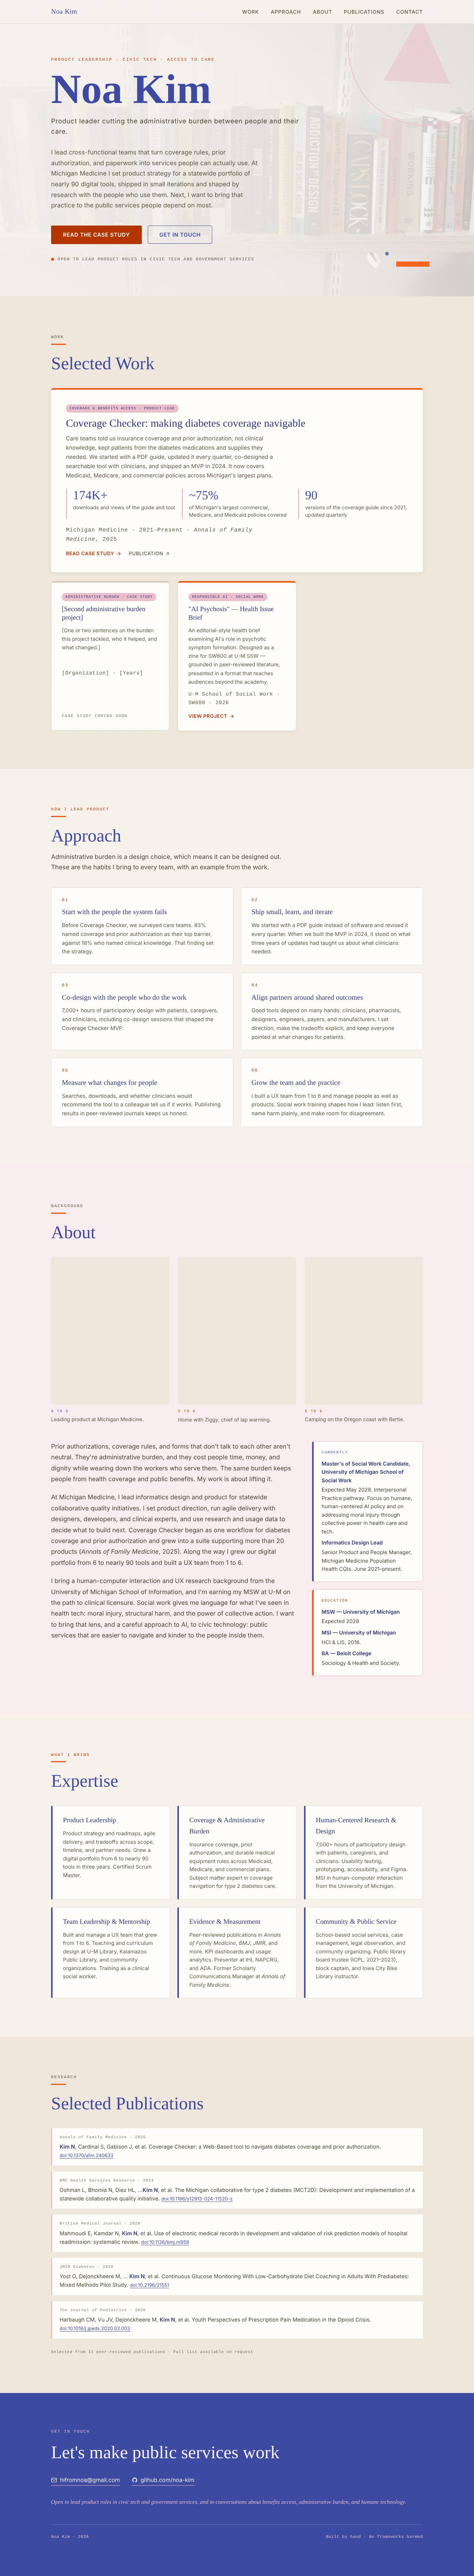 Noa Kim
WORK APPROACH ABOUT PUBLICATIONS CONTACT
PRODUCT LEADERSHIP · CIVIC TECH · ACCESS TO CARE
Noa Kim
Product leader cutting the administrative burden between people and their
care.
I lead cross-functional teams that turn coverage rules, prior
authorization, and paperwork into services people can actually use. At
Michigan Medicine I set product strategy for a statewide portfolio of
nearly 90 digital tools, shipped in small iterations and shaped by
research with the people who use them. Next, I want to bring that
practice to the public services people depend on most.
READ THE CASE STUDY
GET IN TOUCH
OPEN TO LEAD PRODUCT ROLES IN CIVIC TECH AND GOVERNMENT SERVICES
ADDICTION by DESIGN
WORKING
WORK
Selected Work
COVERAGE & BENEFITS ACCESS · PRODUCT LEAD
Coverage Checker: making diabetes coverage navigable
Care teams told us insurance coverage and prior authorization, not clinical
knowledge, kept patients from the diabetes medications and supplies they
needed. We started with a PDF guide, updated it every quarter, co-designed a
searchable tool with clinicians, and shipped an MVP in 2024. It now covers
Medicaid, Medicare, and commercial policies across Michigan's largest plans.
174K+
downloads and views of the guide and tool
~75%
of Michigan's largest commercial,
Medicare, and Medicaid policies covered
90
versions of the coverage guide since 2021,
updated quarterly
Michigan Medicine · 2021–Present · Annals of Family
Medicine, 2025
READ CASE STUDY → PUBLICATION ↗
ADMINISTRATIVE BURDEN · CASE STUDY
[Second administrative burden
project]
[One or two sentences on the burden
this project tackled, who it helped, and
what changed.]
[Organization] · [Years]
CASE STUDY COMING SOON
RESPONSIBLE AI · SOCIAL WORK
"AI Psychosis" — Health Issue
Brief
An editorial-style health brief
examining AI's role in psychotic
symptom formation. Designed as a
zine for SW600 at U-M SSW —
grounded in peer-reviewed literature,
presented in a format that reaches
audiences beyond the academy.
U-M School of Social Work ·
SW600 · 2026
VIEW PROJECT →
HOW I LEAD PRODUCT
Approach
Administrative burden is a design choice, which means it can be designed out.
These are the habits I bring to every team, with an example from the work.
01
Start with the people the system fails
Before Coverage Checker, we surveyed care teams. 83%
named coverage and prior authorization as their top barrier,
against 18% who named clinical knowledge. That finding set
the strategy.
02
Ship small, learn, and iterate
We started with a PDF guide instead of software and revised it
every quarter. When we built the MVP in 2024, it stood on what
three years of updates had taught us about what clinicians
needed.
03
Co-design with the people who do the work
7,000+ hours of participatory design with patients, caregivers,
and clinicians, including co-design sessions that shaped the
Coverage Checker MVP.
04
Align partners around shared outcomes
Good tools depend on many hands: clinicians, pharmacists,
designers, engineers, payers, and manufacturers. I set
direction, make the tradeoffs explicit, and keep everyone
pointed at what changes for patients.
05
Measure what changes for people
Searches, downloads, and whether clinicians would
recommend the tool to a colleague tell us if it works. Publishing
results in peer-reviewed journals keeps us honest.
06
Grow the team and the practice
I built a UX team from 1 to 6 and manage people as well as
products. Social work training shapes how I lead: listen first,
name harm plainly, and make room for disagreement.
BACKGROUND
About
9 TO 5
Leading product at Michigan Medicine.
5 TO 9
Home with Ziggy, chief of lap warming.
5 TO 9
Camping on the Oregon coast with Bertie.
Prior authorizations, coverage rules, and forms that don't talk to each other aren't
neutral. They're administrative burden, and they cost people time, money, and
dignity while wearing down the workers on the other side. The same burden keeps
people from health coverage and public benefits. My work is about lifting it.
At Michigan Medicine, I lead informatics design and product for statewide
collaborative quality initiatives. I set product direction, run agile delivery with
designers, developers, and clinical experts, and use research and usage data to
decide what to build next. Coverage Checker began as one workflow for diabetes
coverage and prior authorization and grew into a suite supporting more than 20
products (Annals of Family Medicine, 2025). Along the way I grew our digital
portfolio from 6 to nearly 90 tools and built a UX team from 1 to 6.
I bring a human-computer interaction and UX research background from the
University of Michigan School of Information, and I'm earning my MSW at U-M on
the path to clinical licensure. Social work gives me language for what I've seen in
health tech: moral injury, structural harm, and the power of collective action. I want
to bring that lens, and a careful approach to AI, to civic technology: public
services that are easier to navigate and kinder to the people inside them.
CURRENTLY
Master's of Social Work Candidate,
University of Michigan School of
Social Work
Expected May 2028. Interpersonal
Practice pathway. Focus on humane,
human-centered AI policy and on
addressing moral injury through
collective power in health care and
tech.
Informatics Design Lead
Senior Product and People Manager,
Michigan Medicine Population
Health CQIs. June 2021–present.
EDUCATION
MSW — University of Michigan
Expected 2028
MSI — University of Michigan
HCI & LIS, 2016.
BA — Beloit College
Sociology & Health and Society.
WHAT I BRING
Expertise
Product Leadership
Product strategy and roadmaps, agile
delivery, and tradeoffs across scope,
timeline, and partner needs. Grew a
digital portfolio from 6 to nearly 90
tools in three years. Certified Scrum
Master.
Coverage & Administrative
Burden
Insurance coverage, prior
authorization, and durable medical
equipment rules across Medicaid,
Medicare, and commercial plans.
Subject matter expert in coverage
navigation for type 2 diabetes care.
Human-Centered Research &
Design
7,000+ hours of participatory design
with patients, caregivers, and
clinicians. Usability testing,
prototyping, accessibility, and Figma.
MSI in human-computer interaction
from the University of Michigan.
Team Leadership & Mentorship
Built and manage a UX team that grew
from 1 to 6. Teaching and curriculum
design at U-M Library, Kalamazoo
Public Library, and community
organizations. Training as a clinical
social worker.
Evidence & Measurement
Peer-reviewed publications in Annals
of Family Medicine, BMJ, JMIR, and
more. KPI dashboards and usage
analytics. Presenter at IHI, NAPCRG,
and ADA. Former Scholarly
Communications Manager at Annals of
Family Medicine.
Community & Public Service
School-based social services, case
management, legal observation, and
community organizing. Public library
board trustee (ICPL, 2021–2023),
block captain, and Iowa City Bike
Library instructor.
RESEARCH
Selected Publications
Annals of Family Medicine · 2025
Kim N, Cardinal S, Gabison J, et al. Coverage Checker: a Web-Based tool to navigate diabetes coverage and prior authorization.
doi:10.1370/afm.240633
BMC Health Services Research · 2024
Oshman L, Bhomia N, Diez HL, ...Kim N, et al. The Michigan collaborative for type 2 diabetes (MCT2D): Development and implementation of a
statewide collaborative quality initiative. doi:10.1186/s12913-024-11520-z
British Medical Journal · 2020
Mahmoudi E, Kamdar N, Kim N, et al. Use of electronic medical records in development and validation of risk prediction models of hospital
readmission: systematic review. doi:10.1136/bmj.m958
JMIR Diabetes · 2020
Yost O, DeJonckheere M, ... Kim N, et al. Continuous Glucose Monitoring With Low-Carbohydrate Diet Coaching in Adults With Prediabetes:
Mixed Methods Pilot Study. doi:10.2196/21551
The Journal of Pediatrics · 2020
Harbaugh CM, Vu JV, DeJonckheere M, Kim N, et al. Youth Perspectives of Prescription Pain Medication in the Opioid Crisis.
doi:10.1016/j.jpeds.2020.02.003
Selected from 11 peer-reviewed publications · Full list available on request
GET IN TOUCH
Let's make public services work
hifromnoa@gmail.com github.com/noa-kim
Open to lead product roles in civic tech and government services, and to conversations about benefits access, administrative burden, and humane technology.
Noa Kim · 2026
Built by hand · No frameworks harmed